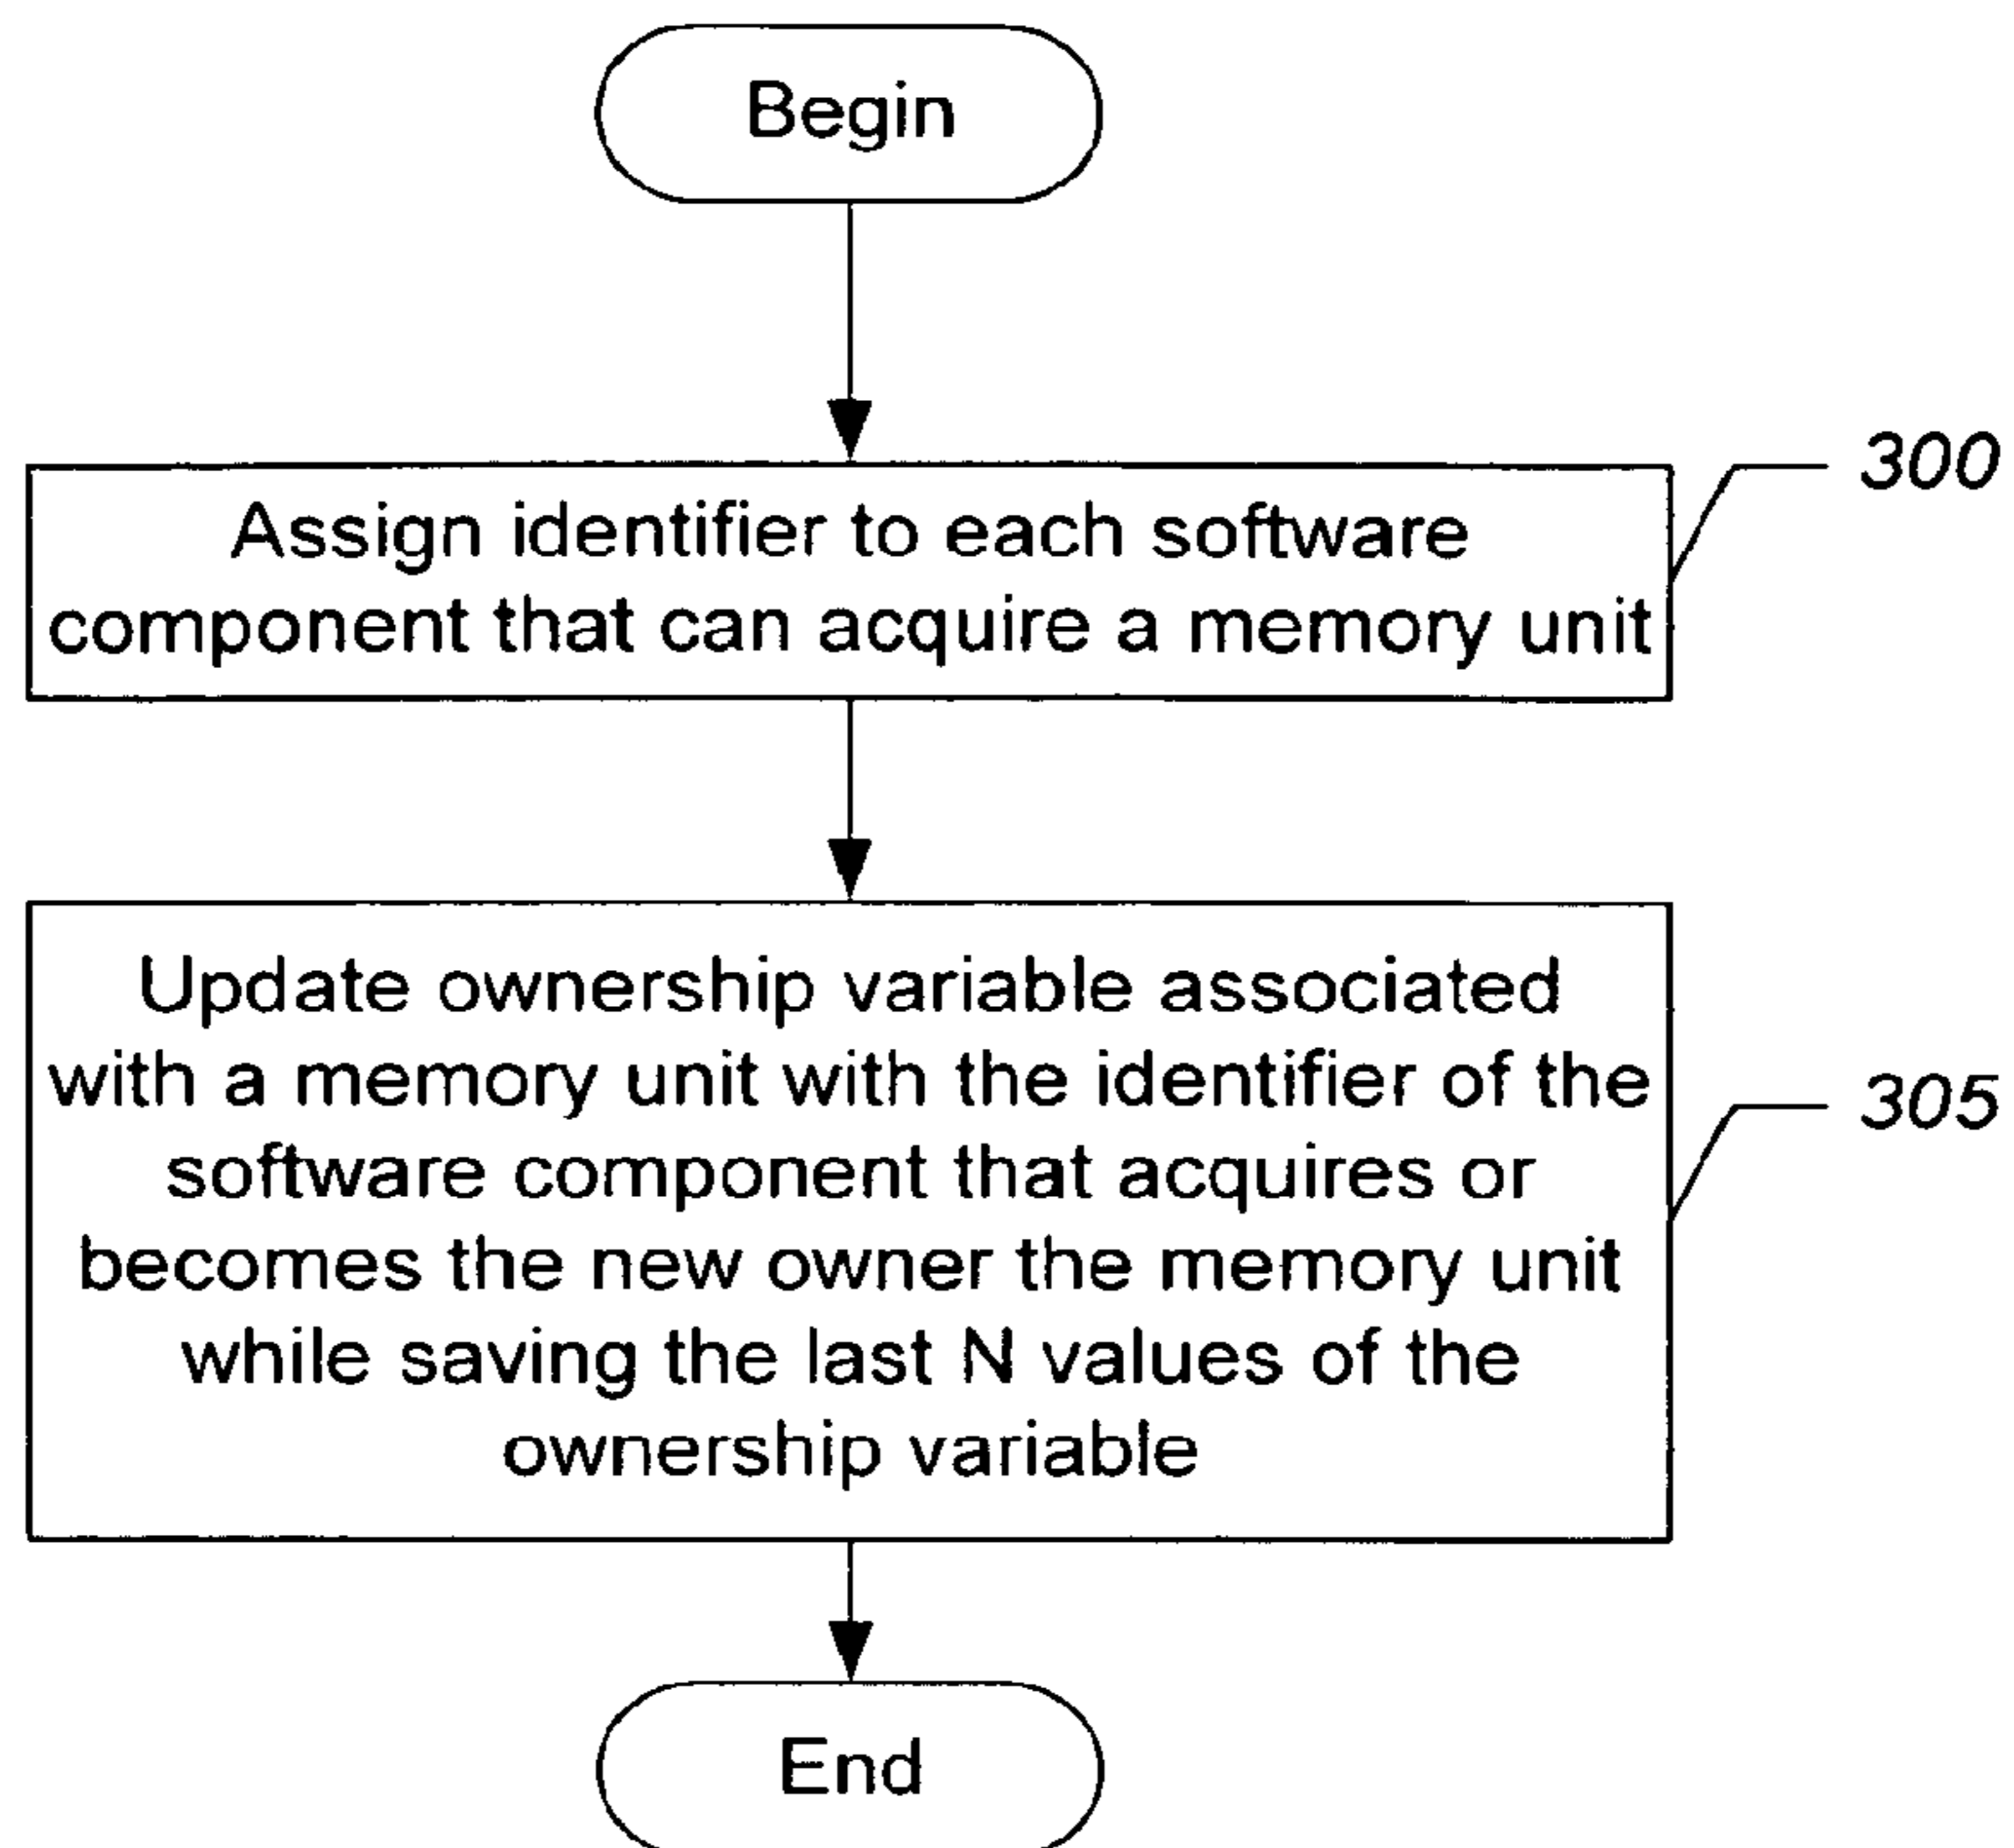 Begin
300
Assign identifier to each software
component that can acquire a memory unit
Update ownership variable associated
with a memory unit with the identifier of the
software component that acquires or
becomes the new owner the memory unit
while saving the last N values of the
ownership variable
305
End